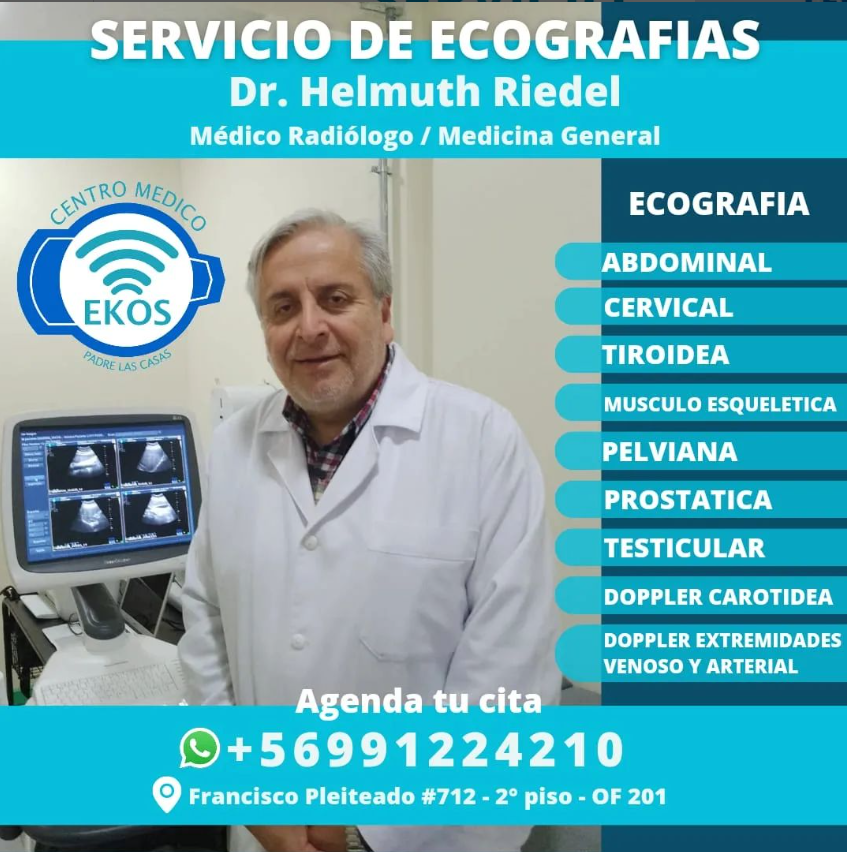 SERVICIO DE ECOGRAFIAS
Dr. Helmuth Riedel
Médico Radiólogo / Medicina General
CENTRO MEDICO
EKOS
PADRE LAS CASAS
ECOGRAFIA
ABDOMINAL
CERVICAL
TIROIDEA
MUSCULO ESQUELETICA
PELVIANA
PROSTATICA
TESTICULAR
DOPPLER CAROTIDEA
DOPPLER EXTREMIDADES
VENOSO Y ARTERIAL
Agenda tu cita
+56991224210
Francisco Pleiteado #712 - 2° piso - OF 201